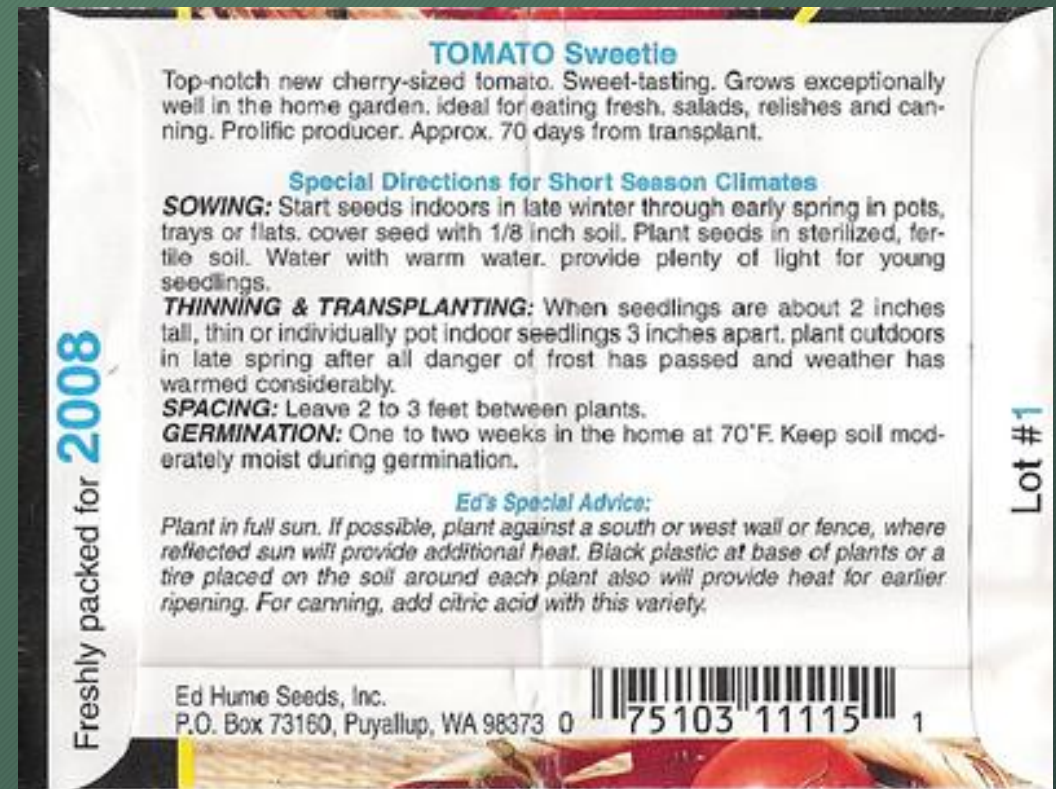 TOMATO Sweetie
Top-notch new cherry-sized tomato. Sweet-tasting. Grows exceptionally
well in the home garden. ideal for eating fresh. salads, relishes and can-
ning. Prolific producer. Approx. 70 days from transplant.
Special Directions for Short Season Climates
SOWING: Start seeds indoors in late winter through early spring in pots,
trays or flats. cover seed with 1/8 inch soil. Plant seeds in sterilized, fer-
tile soil. Water with warm water. provide plenty of light for young
seedlings.
THINNING & TRANSPLANTING: When seedlings are about 2 inches
tall, thin or individually pot indoor seedlings 3 inches apart. plant outdoors
in late spring after all danger of frost has passed and weather has
warmed considerably.
SPACING: Leave 2 to 3 feet between plants.
GERMINATION: One to two weeks in the home at 70°F. Keep soil mod-
erately moist during germination.
Ed's Special Advice:
Plant in full sun. If possible, plant against a south or west wall or fence, where
reflected sun will provide additional heat. Black plastic at base of plants or a
tire placed on the soil around each plant also will provide heat for earlier
ripening. For canning, add citric acid with this variety.
Ed Hume Seeds, Inc.
P.O. Box 73160, Puyallup, WA 98373
0 75103 11115 1
Freshly packed for 2008
Lot #1